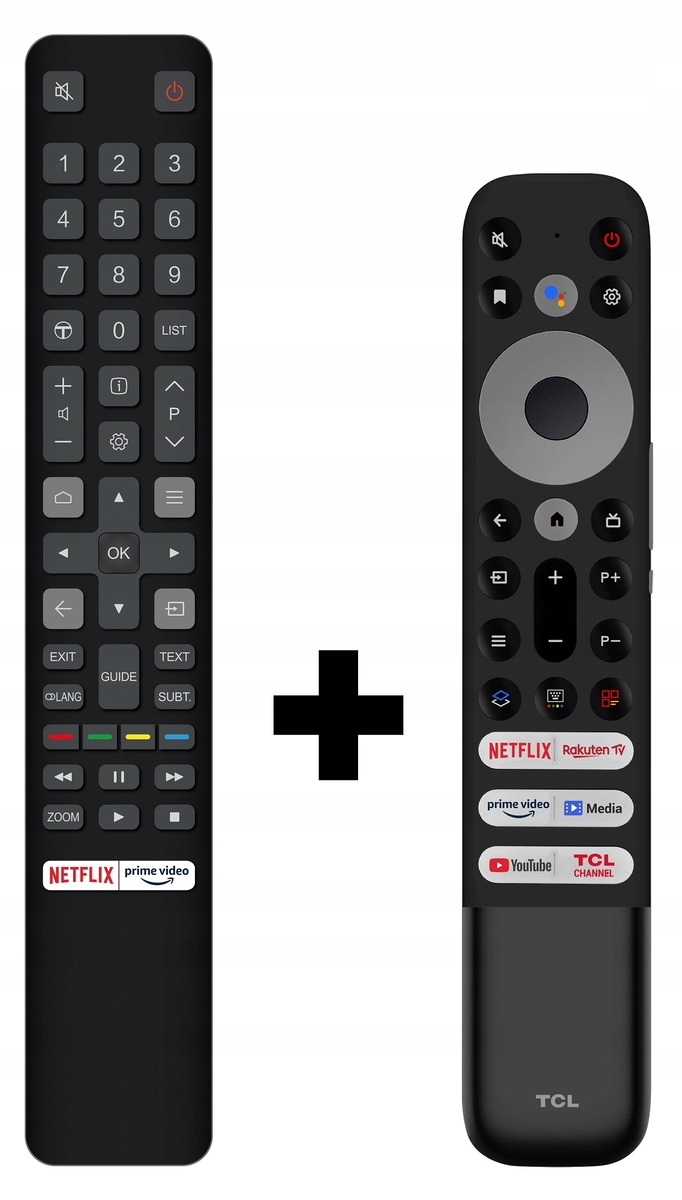 1 2 3
4 5 6
7 8 9
0 LIST
+ P
−
OK
EXIT TEXT
GUIDE
LANG SUBT.
ZOOM
NETFLIX prime video
+ P+
− P−
NETFLIX Rakuten TV
prime video Media
YouTube TCL
CHANNEL
TCL